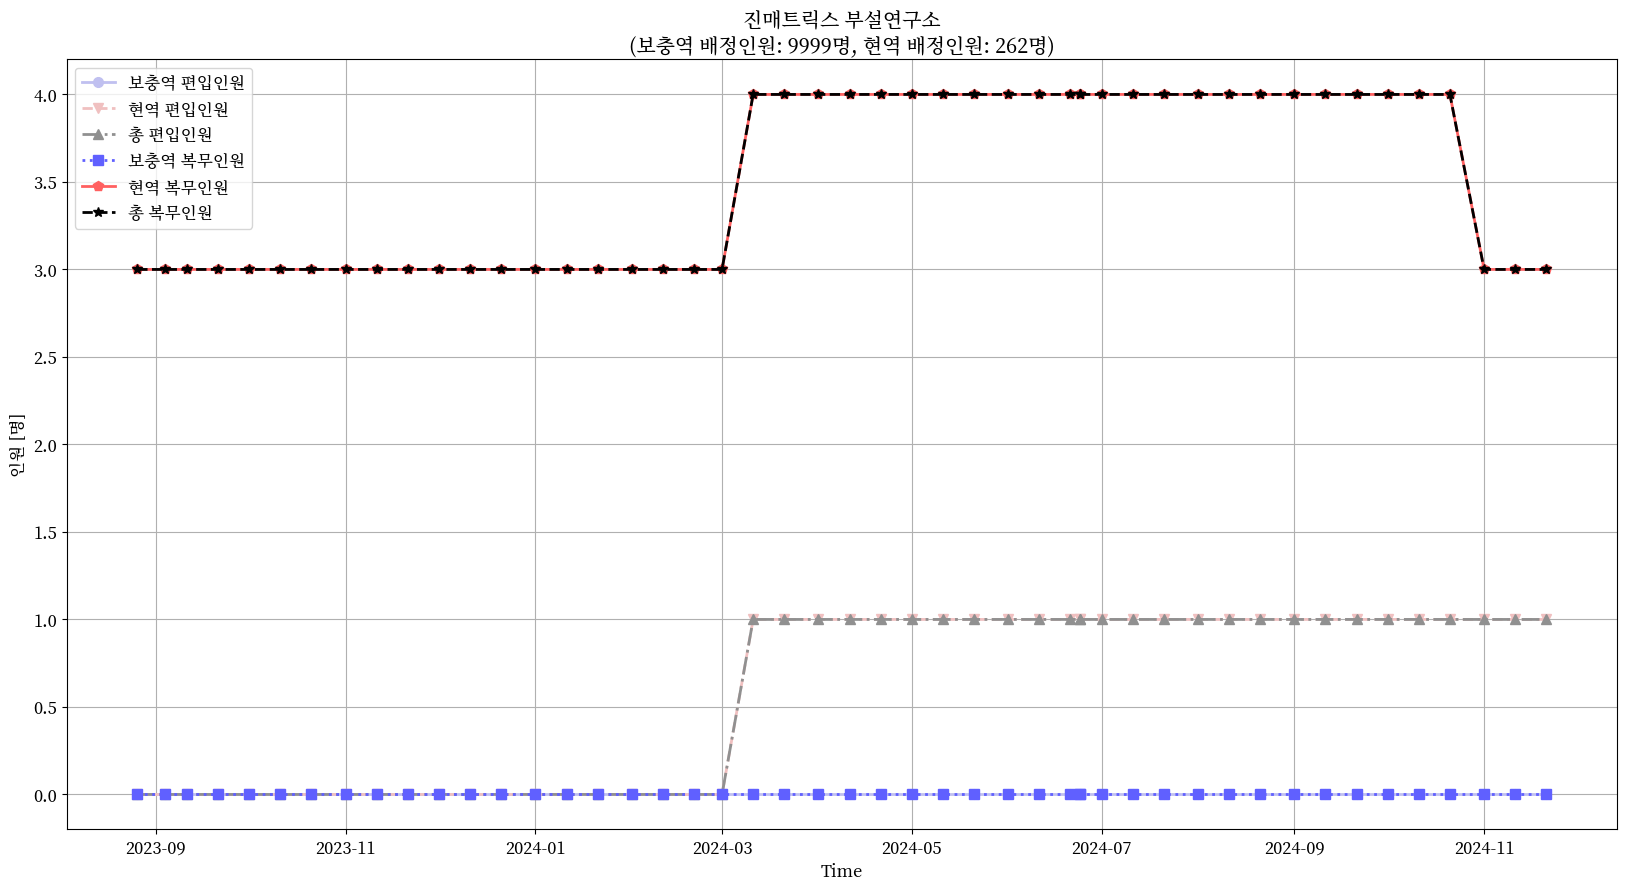 진매트릭스 부설연구소
(보충역 배정인원: 9999명, 현역 배정인원: 262명)
보충역 편입인원
현역 편입인원
총 편입인원
보충역 복무인원
현역 복무인원
총 복무인원
4.0
3.5
3.0
2.5
2.0
1.5
1.0
0.5
0.0
인원 [명]
2023-09 2023-11 2024-01 2024-03 2024-05 2024-07 2024-09 2024-11
Time